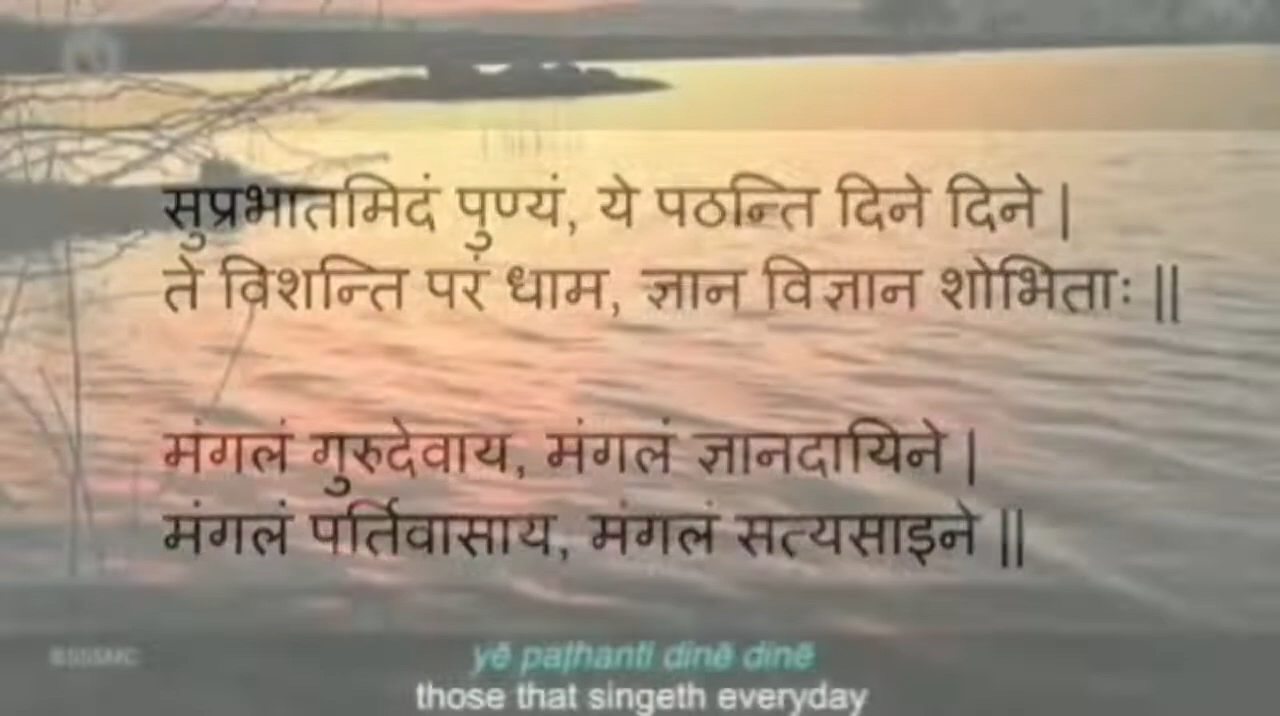 सुप्रभातमिदं पुण्यं, ये पठन्ति दिने दिने |
ते विशन्ति परं धाम, ज्ञान विज्ञान शोभिताः ||
मंगलं गुरुदेवाय, मंगलं ज्ञानदायिने |
मंगलं पर्तिवासाय, मंगलं सत्यसाइने ||
yē paṭhanti dinē dinē
those that singeth everyday